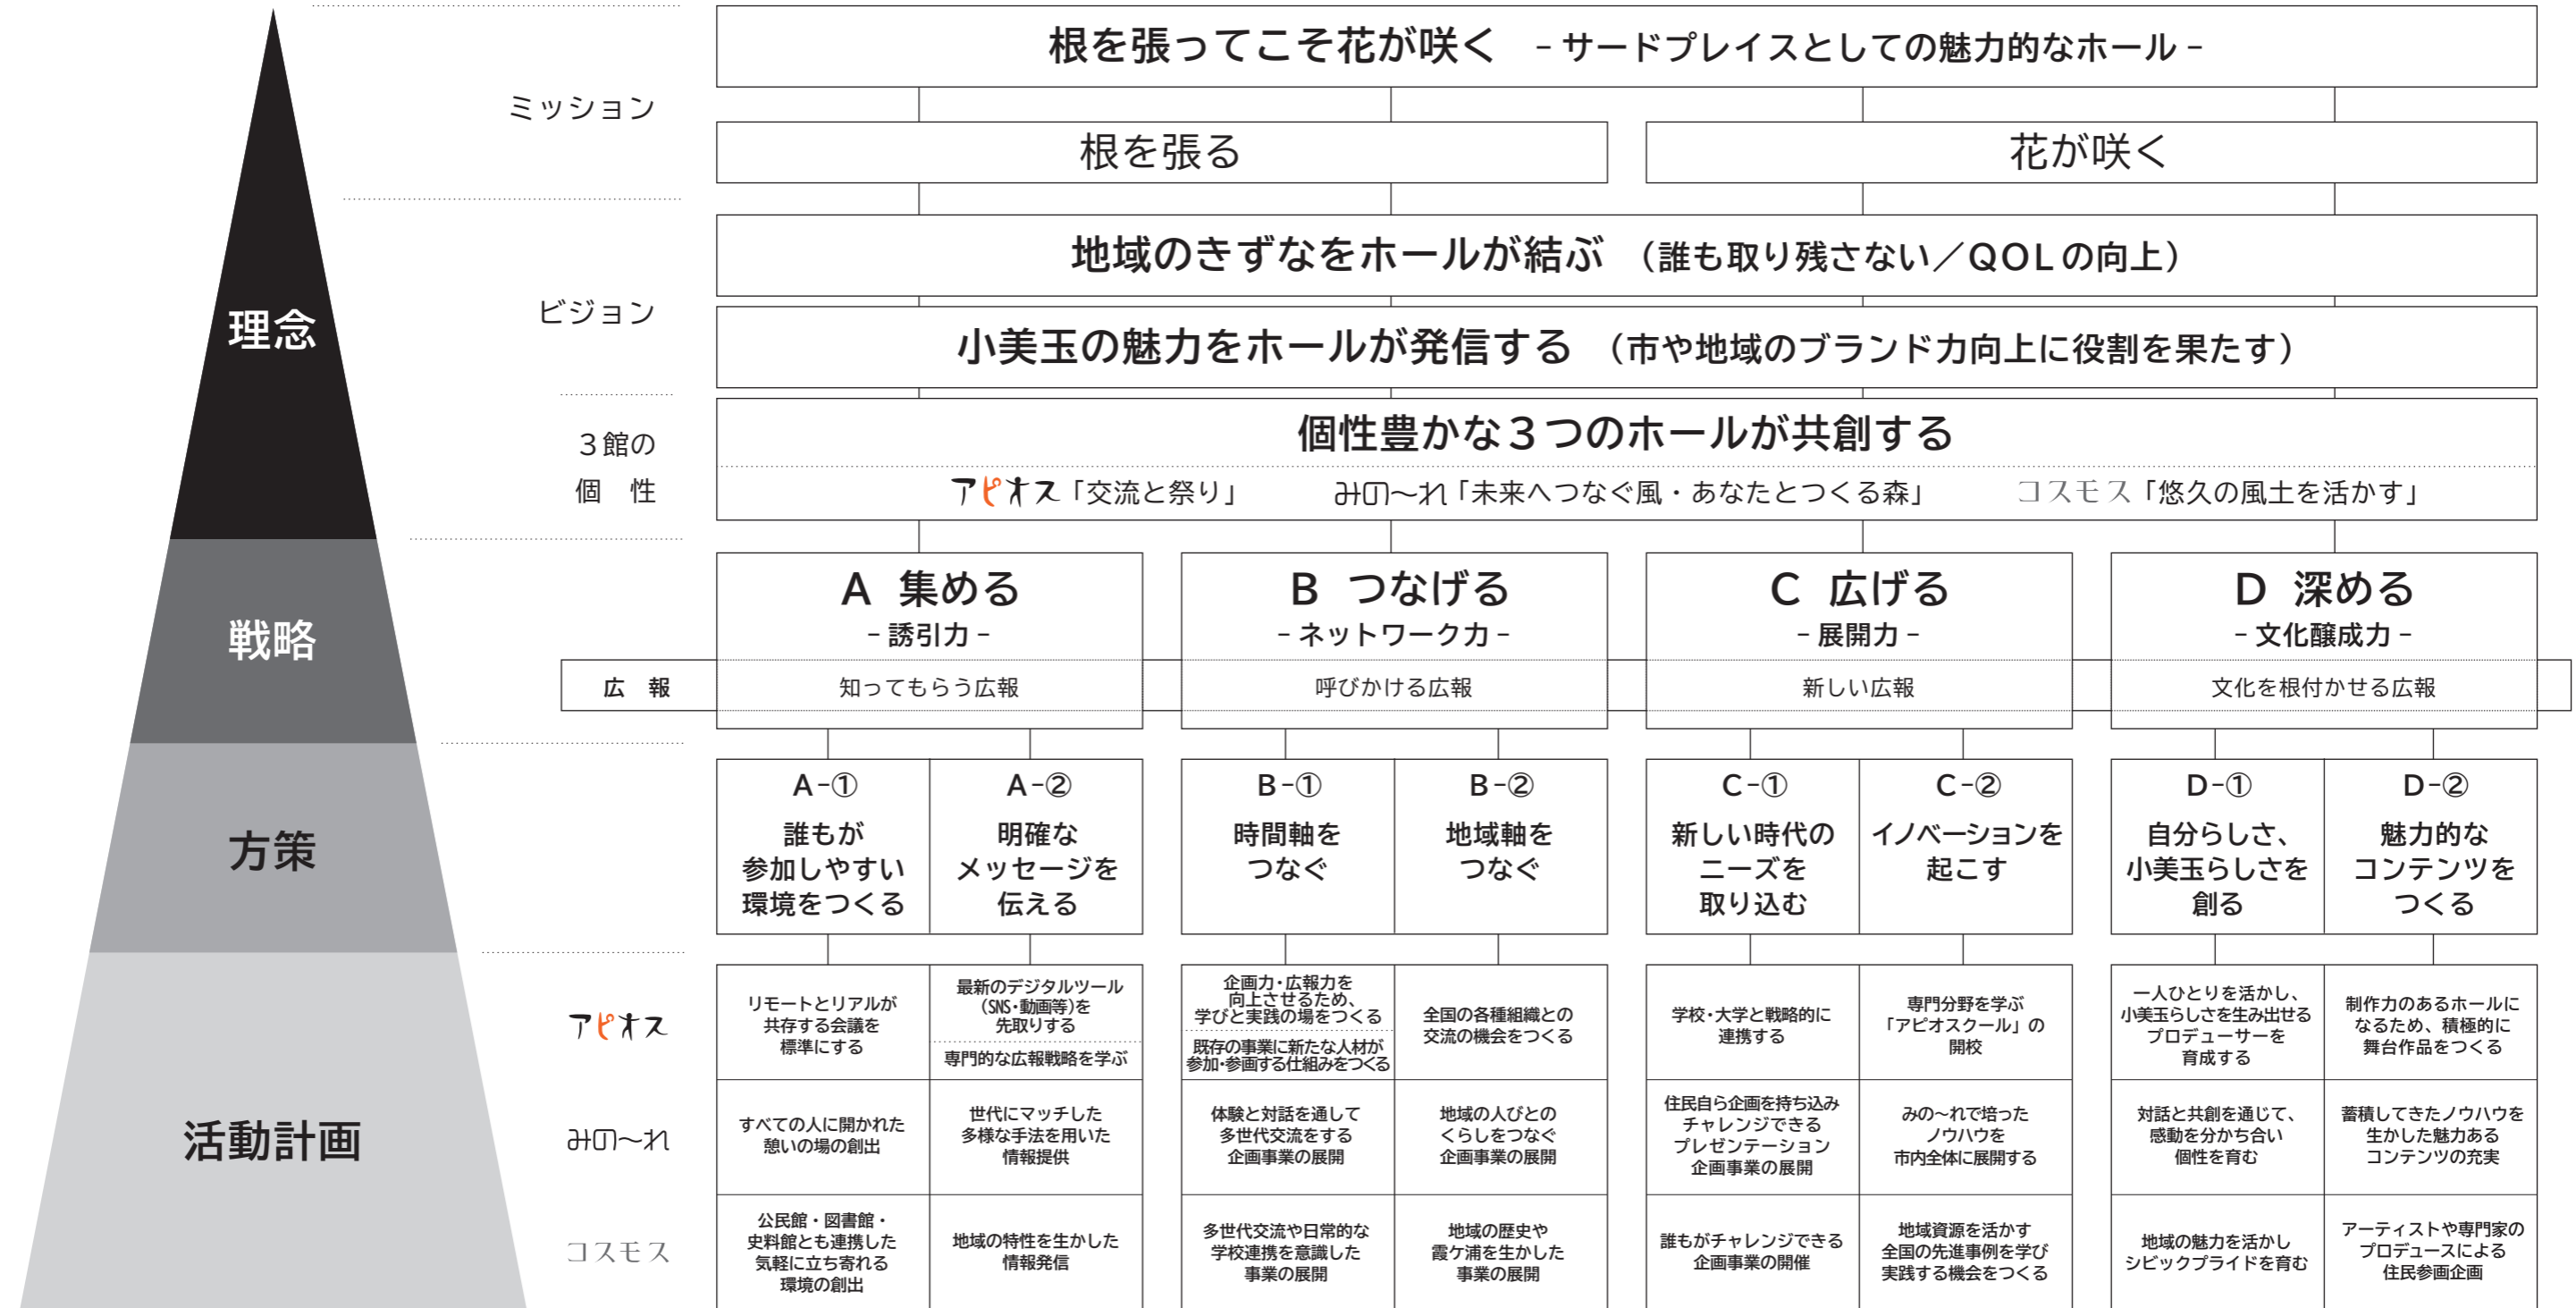 根を張ってこそ花が咲く －サードプレイスとしての魅力的なホール－
ミッション
根を張る
花が咲く
地域のきずなをホールが結ぶ （誰も取り残さない／ＱＯＬの向上）
ビジョン
小美玉の魅力をホールが発信する （市や地域のブランド力向上に役割を果たす）
理念
個性豊かな３つのホールが共創する
３館の
個　性
アピオス「交流と祭り」
みの～れ「未来へつなぐ風・あなたとつくる森」
コスモス「悠久の風土を活かす」
戦略
A 集める
－誘引力－
B つなげる
－ネットワーク力－
C 広げる
－展開力－
D 深める
－文化醸成力－
広　報
知ってもらう広報
呼びかける広報
新しい広報
文化を根付かせる広報
方策
A-①
誰もが
参加しやすい
環境をつくる
A-②
明確な
メッセージを
伝える
B-①
時間軸を
つなぐ
B-②
地域軸を
つなぐ
C-①
新しい時代の
ニーズを
取り込む
C-②
イノベーションを
起こす
D-①
自分らしさ、
小美玉らしさを
創る
D-②
魅力的な
コンテンツを
つくる
活動計画
アピオス
リモートとリアルが
共存する会議を
標準にする
最新のデジタルツール
（SNS・動画等）を
先取りする
専門的な広報戦略を学ぶ
企画力・広報力を
向上させるため、
学びと実践の場をつくる
既存の事業に新たな人材が
参加・参画する仕組みをつくる
全国の各種組織との
交流の機会をつくる
学校・大学と戦略的に
連携する
専門分野を学ぶ
「アピオスクール」の
開校
一人ひとりを活かし、
小美玉らしさを生み出せる
プロデューサーを
育成する
制作力のあるホールに
なるため、積極的に
舞台作品をつくる
みの～れ
すべての人に開かれた
憩いの場の創出
世代にマッチした
多様な手法を用いた
情報提供
体験と対話を通して
多世代交流をする
企画事業の展開
地域の人びとの
くらしをつなぐ
企画事業の展開
住民自ら企画を持ち込み
チャレンジできる
プレゼンテーション
企画事業の展開
みの～れで培った
ノウハウを
市内全体に展開する
対話と共創を通じて、
感動を分かち合い
個性を育む
蓄積してきたノウハウを
生かした魅力ある
コンテンツの充実
コスモス
公民館・図書館・
史料館とも連携した
気軽に立ち寄れる
環境の創出
地域の特性を生かした
情報発信
多世代交流や日常的な
学校連携を意識した
事業の展開
地域の歴史や
霞ケ浦を生かした
事業の展開
誰もがチャレンジできる
企画事業の開催
地域資源を活かす
全国の先進事例を学び
実践する機会をつくる
地域の魅力を活かし
シビックプライドを育む
アーティストや専門家の
プロデュースによる
住民参画企画